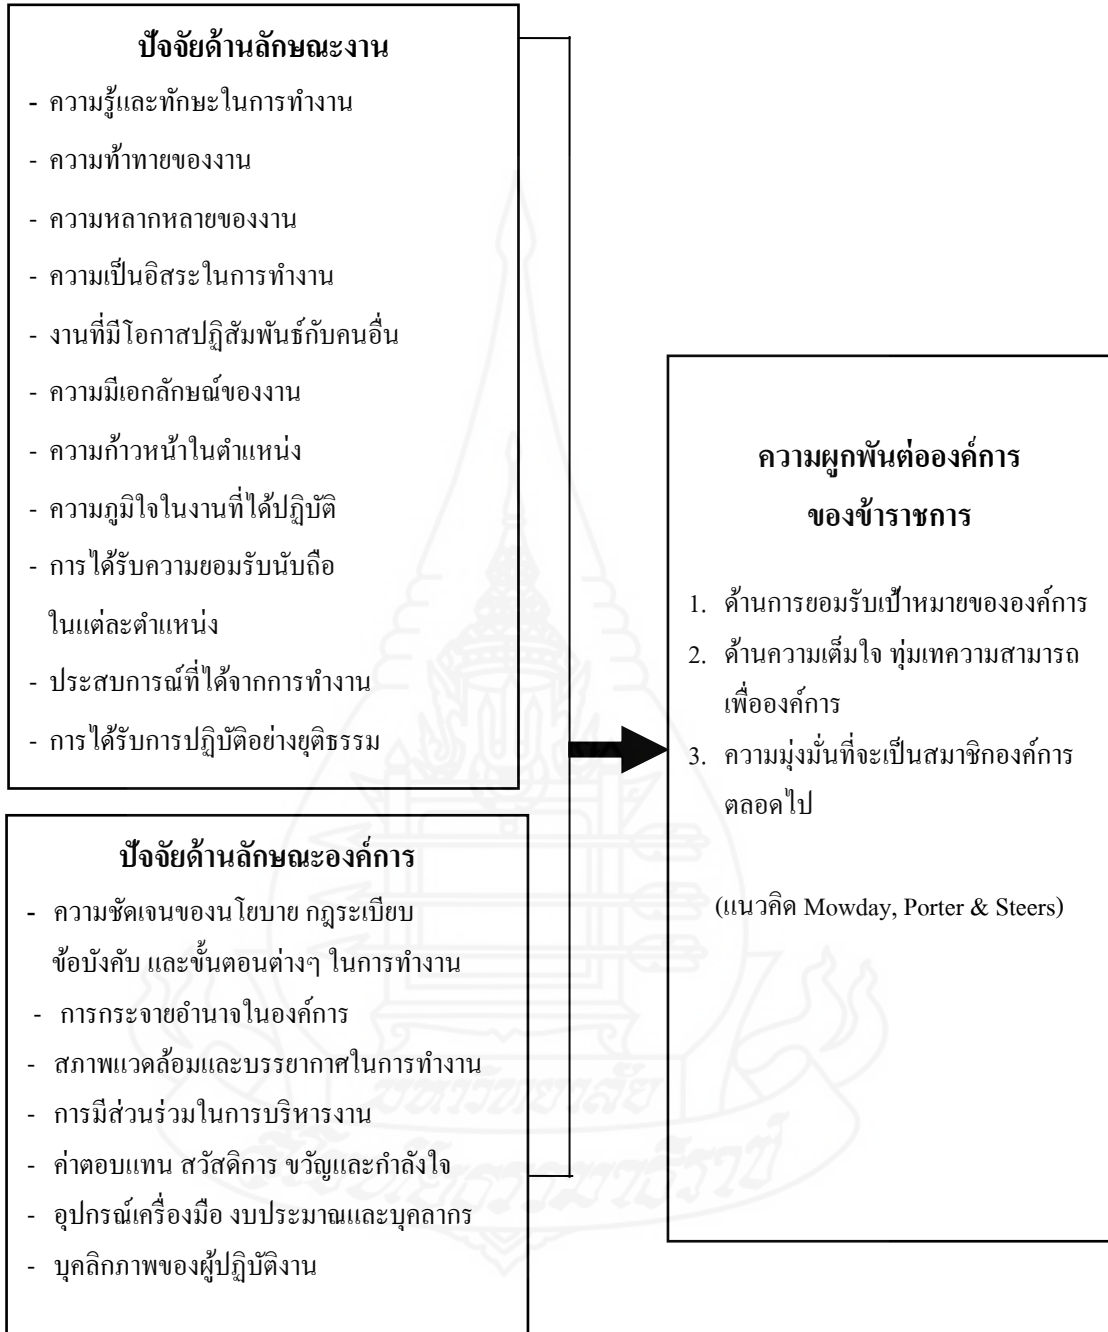 ปัจจัยด้านลักษณะงาน
- ความรู้และทักษะในการทำงาน
- ความท้าทายของงาน
- ความหลากหลายของงาน
- ความเป็นอิสระในการทำงาน
- งานที่มีโอกาสปฏิสัมพันธ์กับคนอื่น
- ความมีเอกลักษณ์ของงาน
- ความก้าวหน้าในตำแหน่ง
- ความภูมิใจในงานที่ได้ปฏิบัติ
- การได้รับความยอมรับนับถือ
ในแต่ละตำแหน่ง
- ประสบการณ์ที่ได้จากการทำงาน
- การได้รับการปฏิบัติอย่างยุติธรรม
ปัจจัยด้านลักษณะองค์การ
- ความชัดเจนของนโยบาย กฎระเบียบ
ข้อบังคับ และขั้นตอนต่างๆ ในการทำงาน
- การกระจายอำนาจในองค์การ
- สภาพแวดล้อมและบรรยากาศในการทำงาน
- การมีส่วนร่วมในการบริหารงาน
- ค่าตอบแทน สวัสดิการ ขวัญและกำลังใจ
- อุปกรณ์เครื่องมือ งบประมาณและบุคลากร
- บุคลิกภาพของผู้ปฏิบัติงาน
ความผูกพันต่อองค์การ
ของข้าราชการ
1. ด้านการยอมรับเป้าหมายขององค์การ
2. ด้านความเต็มใจ ทุ่มเทความสามารถ
เพื่อองค์การ
3. ความมุ่งมั่นที่จะเป็นสมาชิกองค์การ
ตลอดไป
(แนวคิด Mowday, Porter & Steers)
มหาวิทยาลัย
สุโขทัยธรรมาธิราช